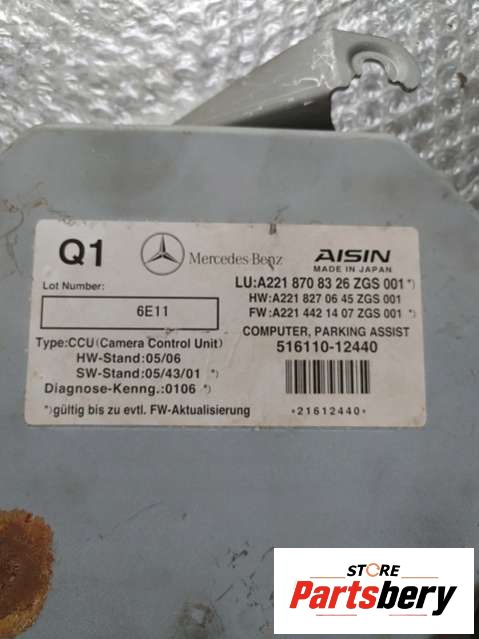 Q1
Mercedes-Benz
AISIN
MADE IN JAPAN
Lot Number:
6E11
LU:A221 870 83 26 ZGS 001*)
HW:A221 827 06 45 ZGS 001
FW:A221 442 14 07 ZGS 001 *)
COMPUTER, PARKING ASSIST
516110-12440
Type:CCU (Camera Control Unit)
HW-Stand:05/06
SW-Stand:05/43/01 *)
Diagnose-Kenng.:0106 *)
*)gültig bis zu evtl. FW-Aktualisierung
*21612440*
STORE
Partsbery